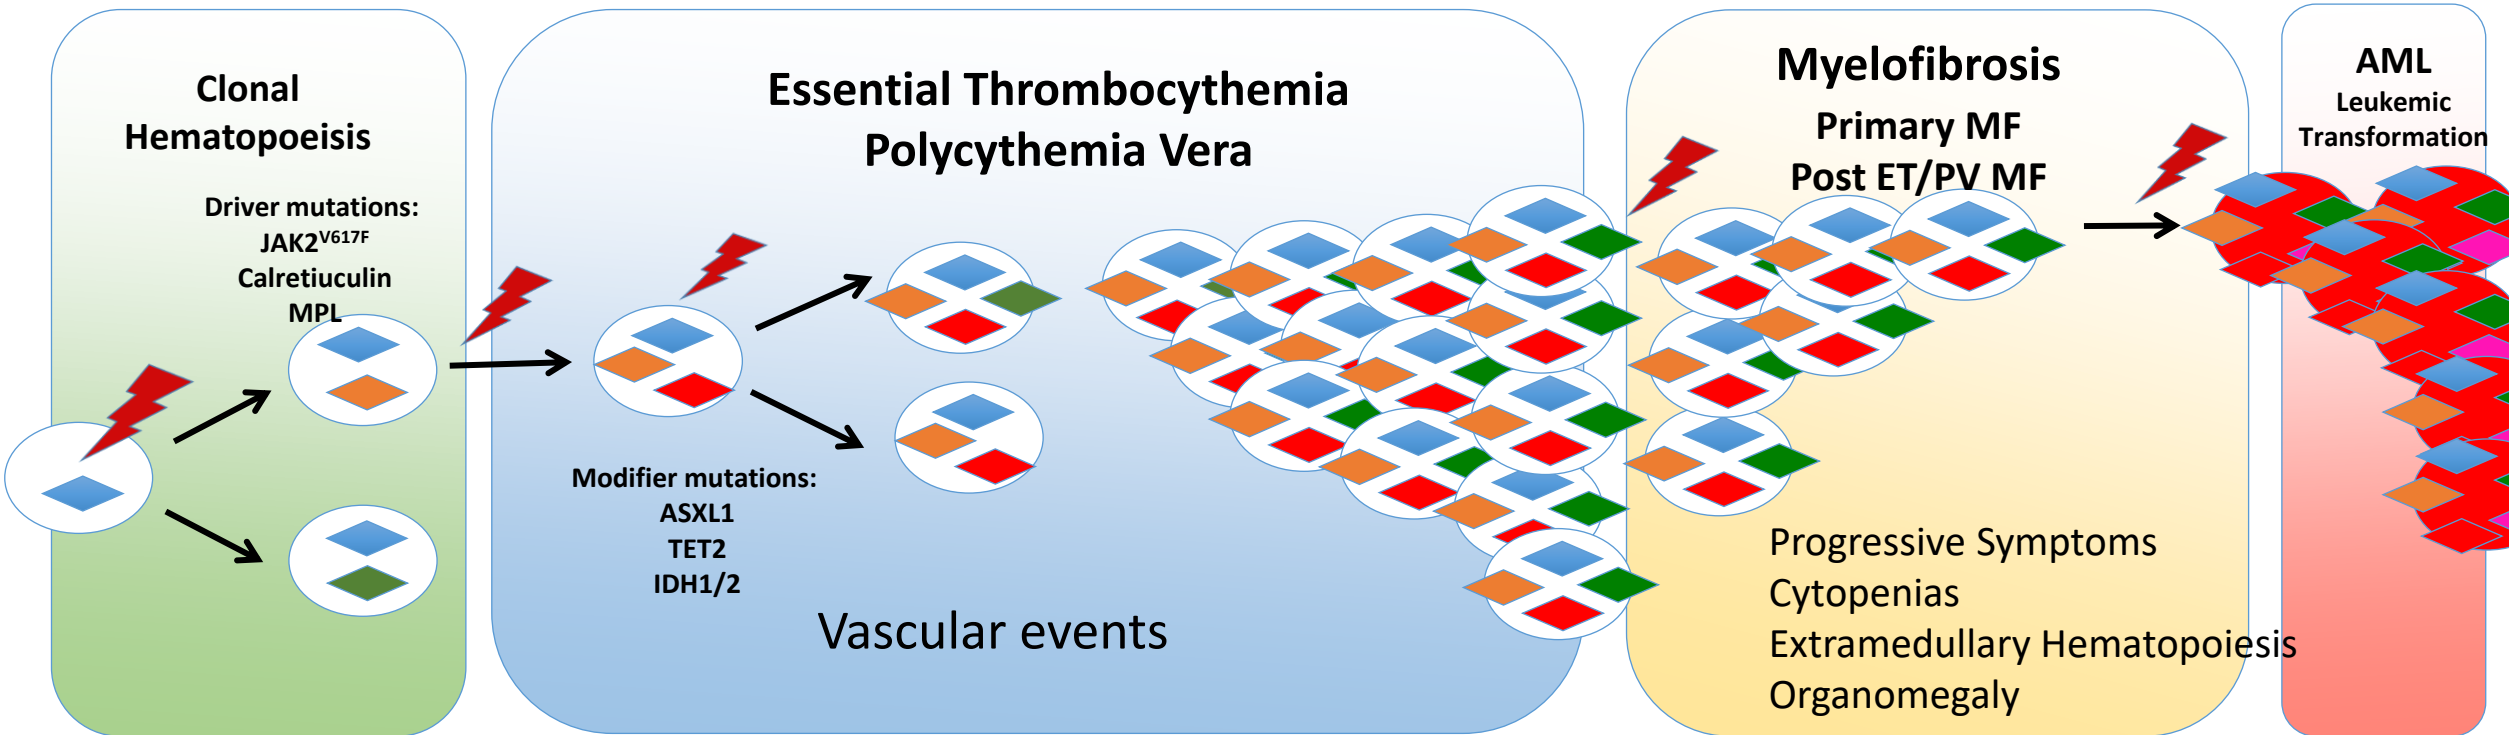 Clonal
Hematopoeisis
Driver mutations:
JAK2V617F
Calretiuculin
MPL
Essential Thrombocythemia
Polycythemia Vera
Modifier mutations:
ASXL1
TET2
IDH1/2
Vascular events
Myelofibrosis
Primary MF
Post ET/PV MF
Progressive Symptoms
Cytopenias
Extramedullary Hematopoiesis
Organomegaly
AML
Leukemic
Transformation